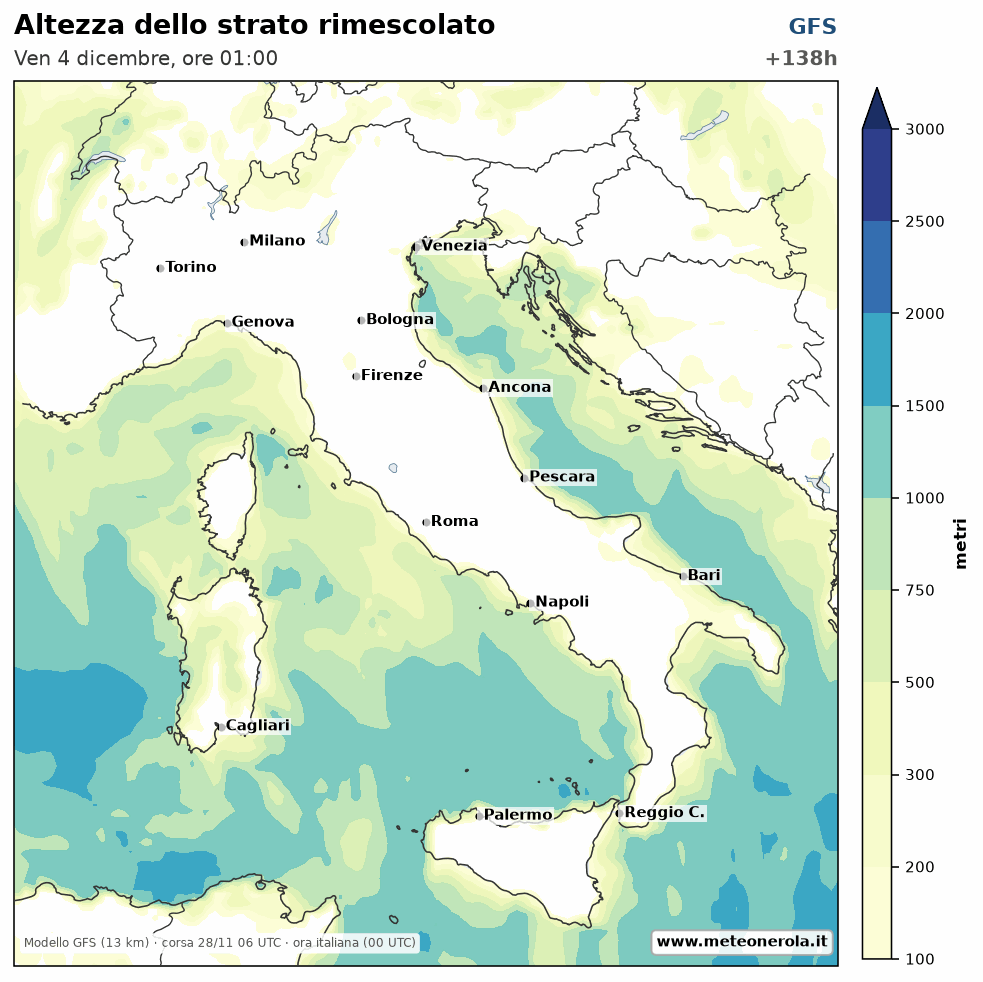 Altezza dello strato rimescolato
GFS
Ven 4 dicembre, ore 01:00
+138h
Milano
Venezia
Torino
Genova
Bologna
Firenze
Ancona
Pescara
Roma
Bari
Napoli
Cagliari
Palermo
Reggio C.
3000
2500
2000
1500
1000
750
500
300
200
100
metri
Modello GFS (13 km) · corsa 28/11 06 UTC · ora italiana (00 UTC)
www.meteonerola.it